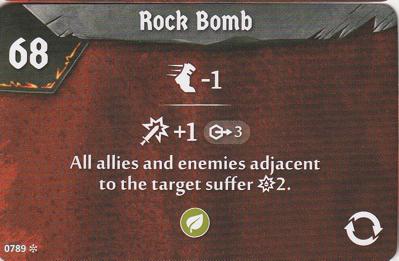 Rock Bomb
68
-1
+1 3
All allies and enemies adjacent
to the target suffer 2.
0789